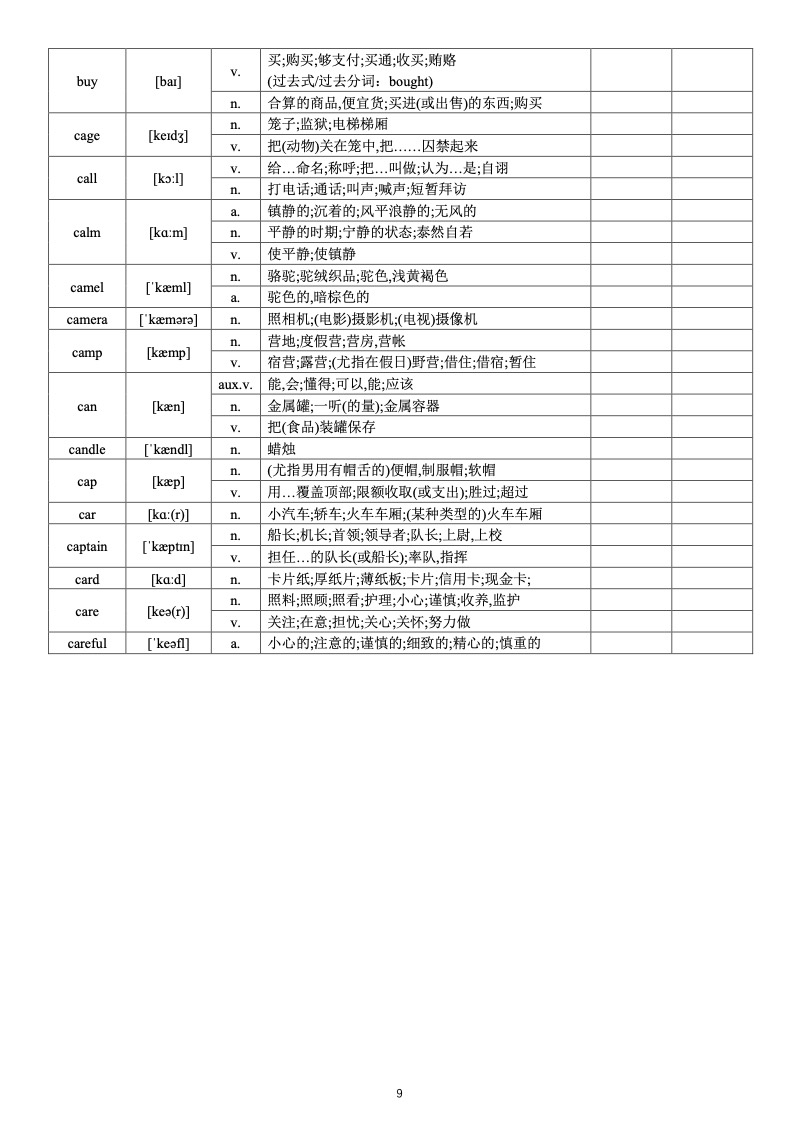 buy [baɪ] v. 买;购买;够支付;买通;收买;贿赂
(过去式/过去分词：bought)
n. 合算的商品,便宜货;买进(或出售)的东西;购买
cage [keɪdʒ] n. 笼子;监狱;电梯梯厢
v. 把(动物)关在笼中,把……囚禁起来
call [kɔ:l] v. 给…命名;称呼;把…叫做;认为…是;自诩
n. 打电话;通话;叫声;喊声;短暂拜访
calm [kɑ:m] a. 镇静的;沉着的;风平浪静的;无风的
n. 平静的时期;宁静的状态;泰然自若
v. 使平静;使镇静
camel [ˈkæml] n. 骆驼;驼绒织品;驼色,浅黄褐色
a. 驼色的,暗棕色的
camera [ˈkæmərə] n. 照相机;(电影)摄影机;(电视)摄像机
camp [kæmp] n. 营地;度假营;营房,营帐
v. 宿营;露营;(尤指在假日)野营;借住;借宿;暂住
can [kæn] aux.v. 能,会;懂得;可以,能;应该
n. 金属罐;一听(的量);金属容器
v. 把(食品)装罐保存
candle [ˈkændl] n. 蜡烛
cap [kæp] n. (尤指男用有帽舌的)便帽,制服帽;软帽
v. 用…覆盖顶部;限额收取(或支出);胜过;超过
car [kɑ:(r)] n. 小汽车;轿车;火车车厢;(某种类型的)火车车厢
captain [ˈkæptɪn] n. 船长;机长;首领;领导者;队长;上尉,上校
v. 担任…的队长(或船长);率队,指挥
card [kɑ:d] n. 卡片纸;厚纸片;薄纸板;卡片;信用卡;现金卡;
care [keə(r)] n. 照料;照顾;照看;护理;小心;谨慎;收养,监护
v. 关注;在意;担忧;关心;关怀;努力做
careful [ˈkeəfl] a. 小心的;注意的;谨慎的;细致的;精心的;慎重的
9